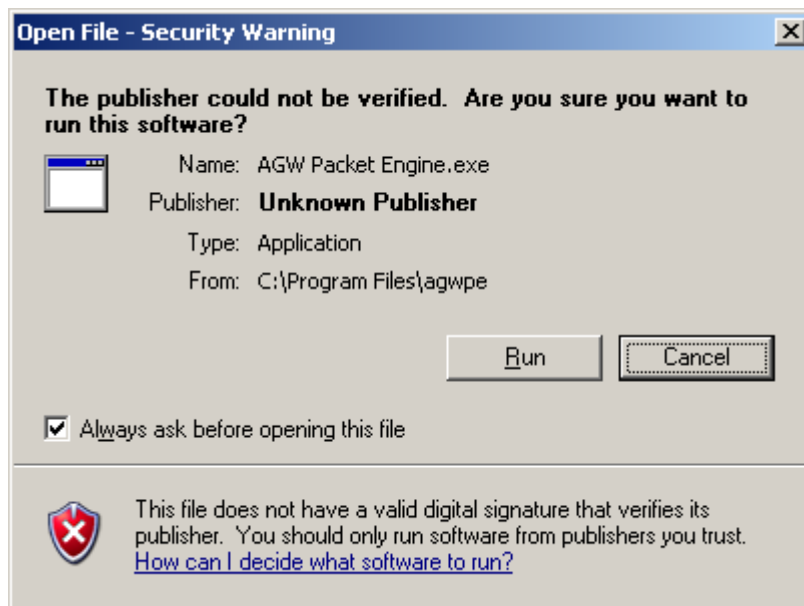 Open File - Security Warning
The publisher could not be verified.  Are you sure you want to
run this software?
Name: AGW Packet Engine.exe
Publisher: Unknown Publisher
Type: Application
From: C:\Program Files\agwpe
Run Cancel
Always ask before opening this file
This file does not have a valid digital signature that verifies its
publisher.  You should only run software from publishers you trust.
How can I decide what software to run?